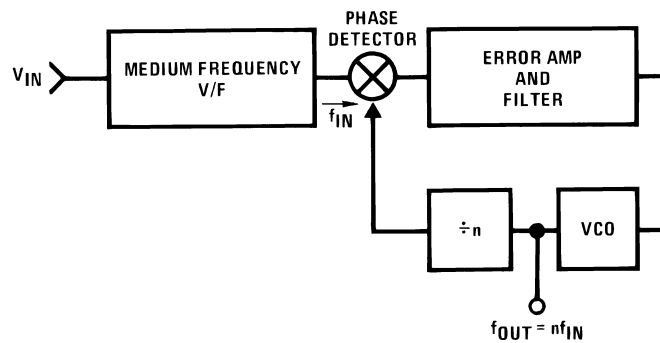 PHASE
DETECTOR
VIN
MEDIUM FREQUENCY
V/F
fIN
ERROR AMP
AND
FILTER
÷n
VCO
fOUT = nfIN